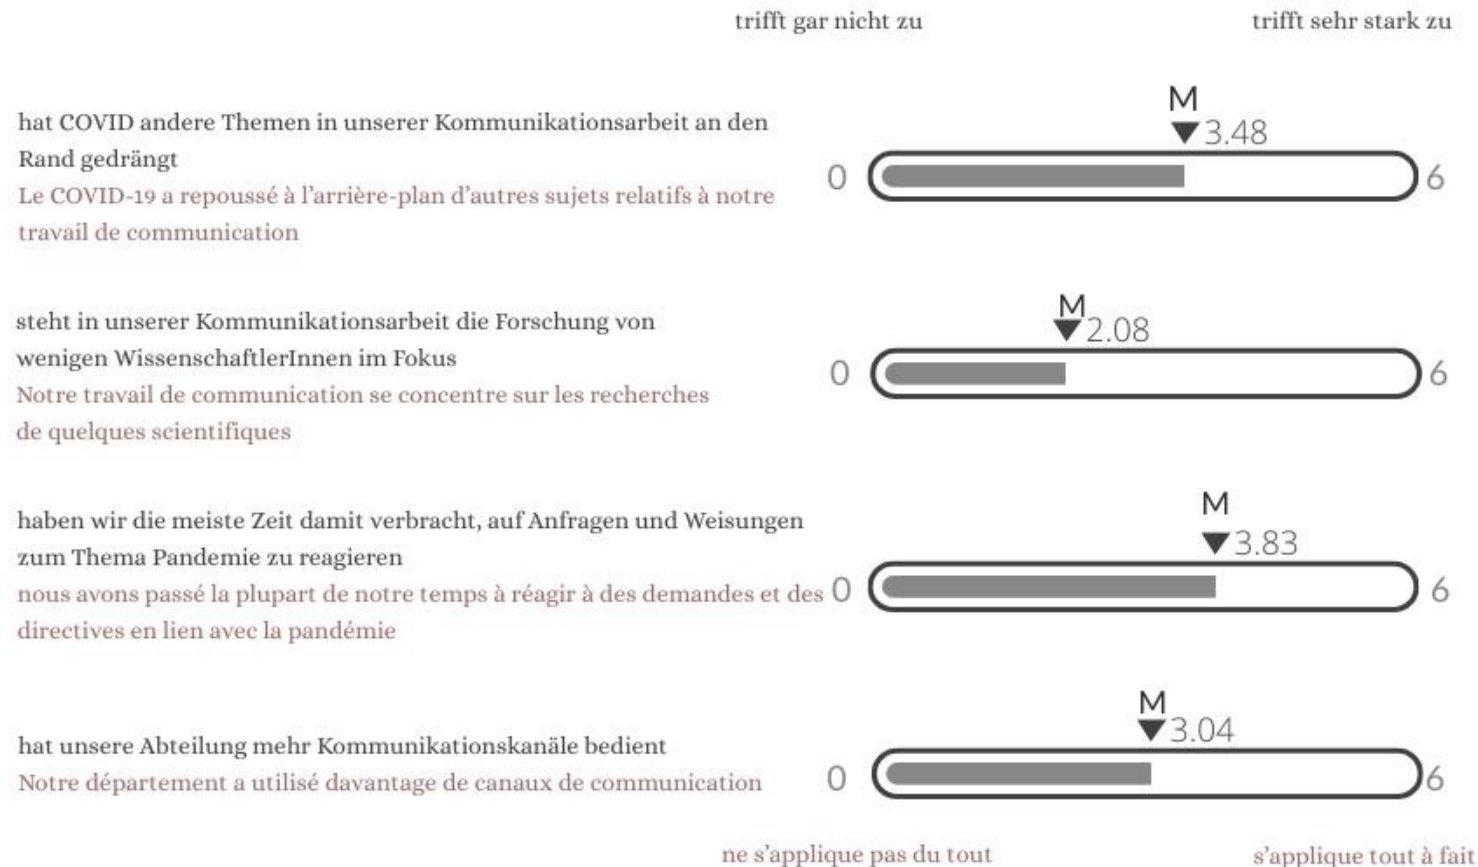 trifft gar nicht zu
trifft sehr stark zu
hat COVID andere Themen in unserer Kommunikationsarbeit an den
Rand gedrängt
Le COVID-19 a repoussé à l’arrière-plan d’autres sujets relatifs à notre
travail de communication
M
3.48
0
6
steht in unserer Kommunikationsarbeit die Forschung von
wenigen WissenschaftlerInnen im Fokus
Notre travail de communication se concentre sur les recherches
de quelques scientifiques
M
2.08
0
6
haben wir die meiste Zeit damit verbracht, auf Anfragen und Weisungen
zum Thema Pandemie zu reagieren
nous avons passé la plupart de notre temps à réagir à des demandes et des
directives en lien avec la pandémie
M
3.83
0
6
hat unsere Abteilung mehr Kommunikationskanäle bedient
Notre département a utilisé davantage de canaux de communication
M
3.04
0
6
ne s’applique pas du tout
s’applique tout à fait